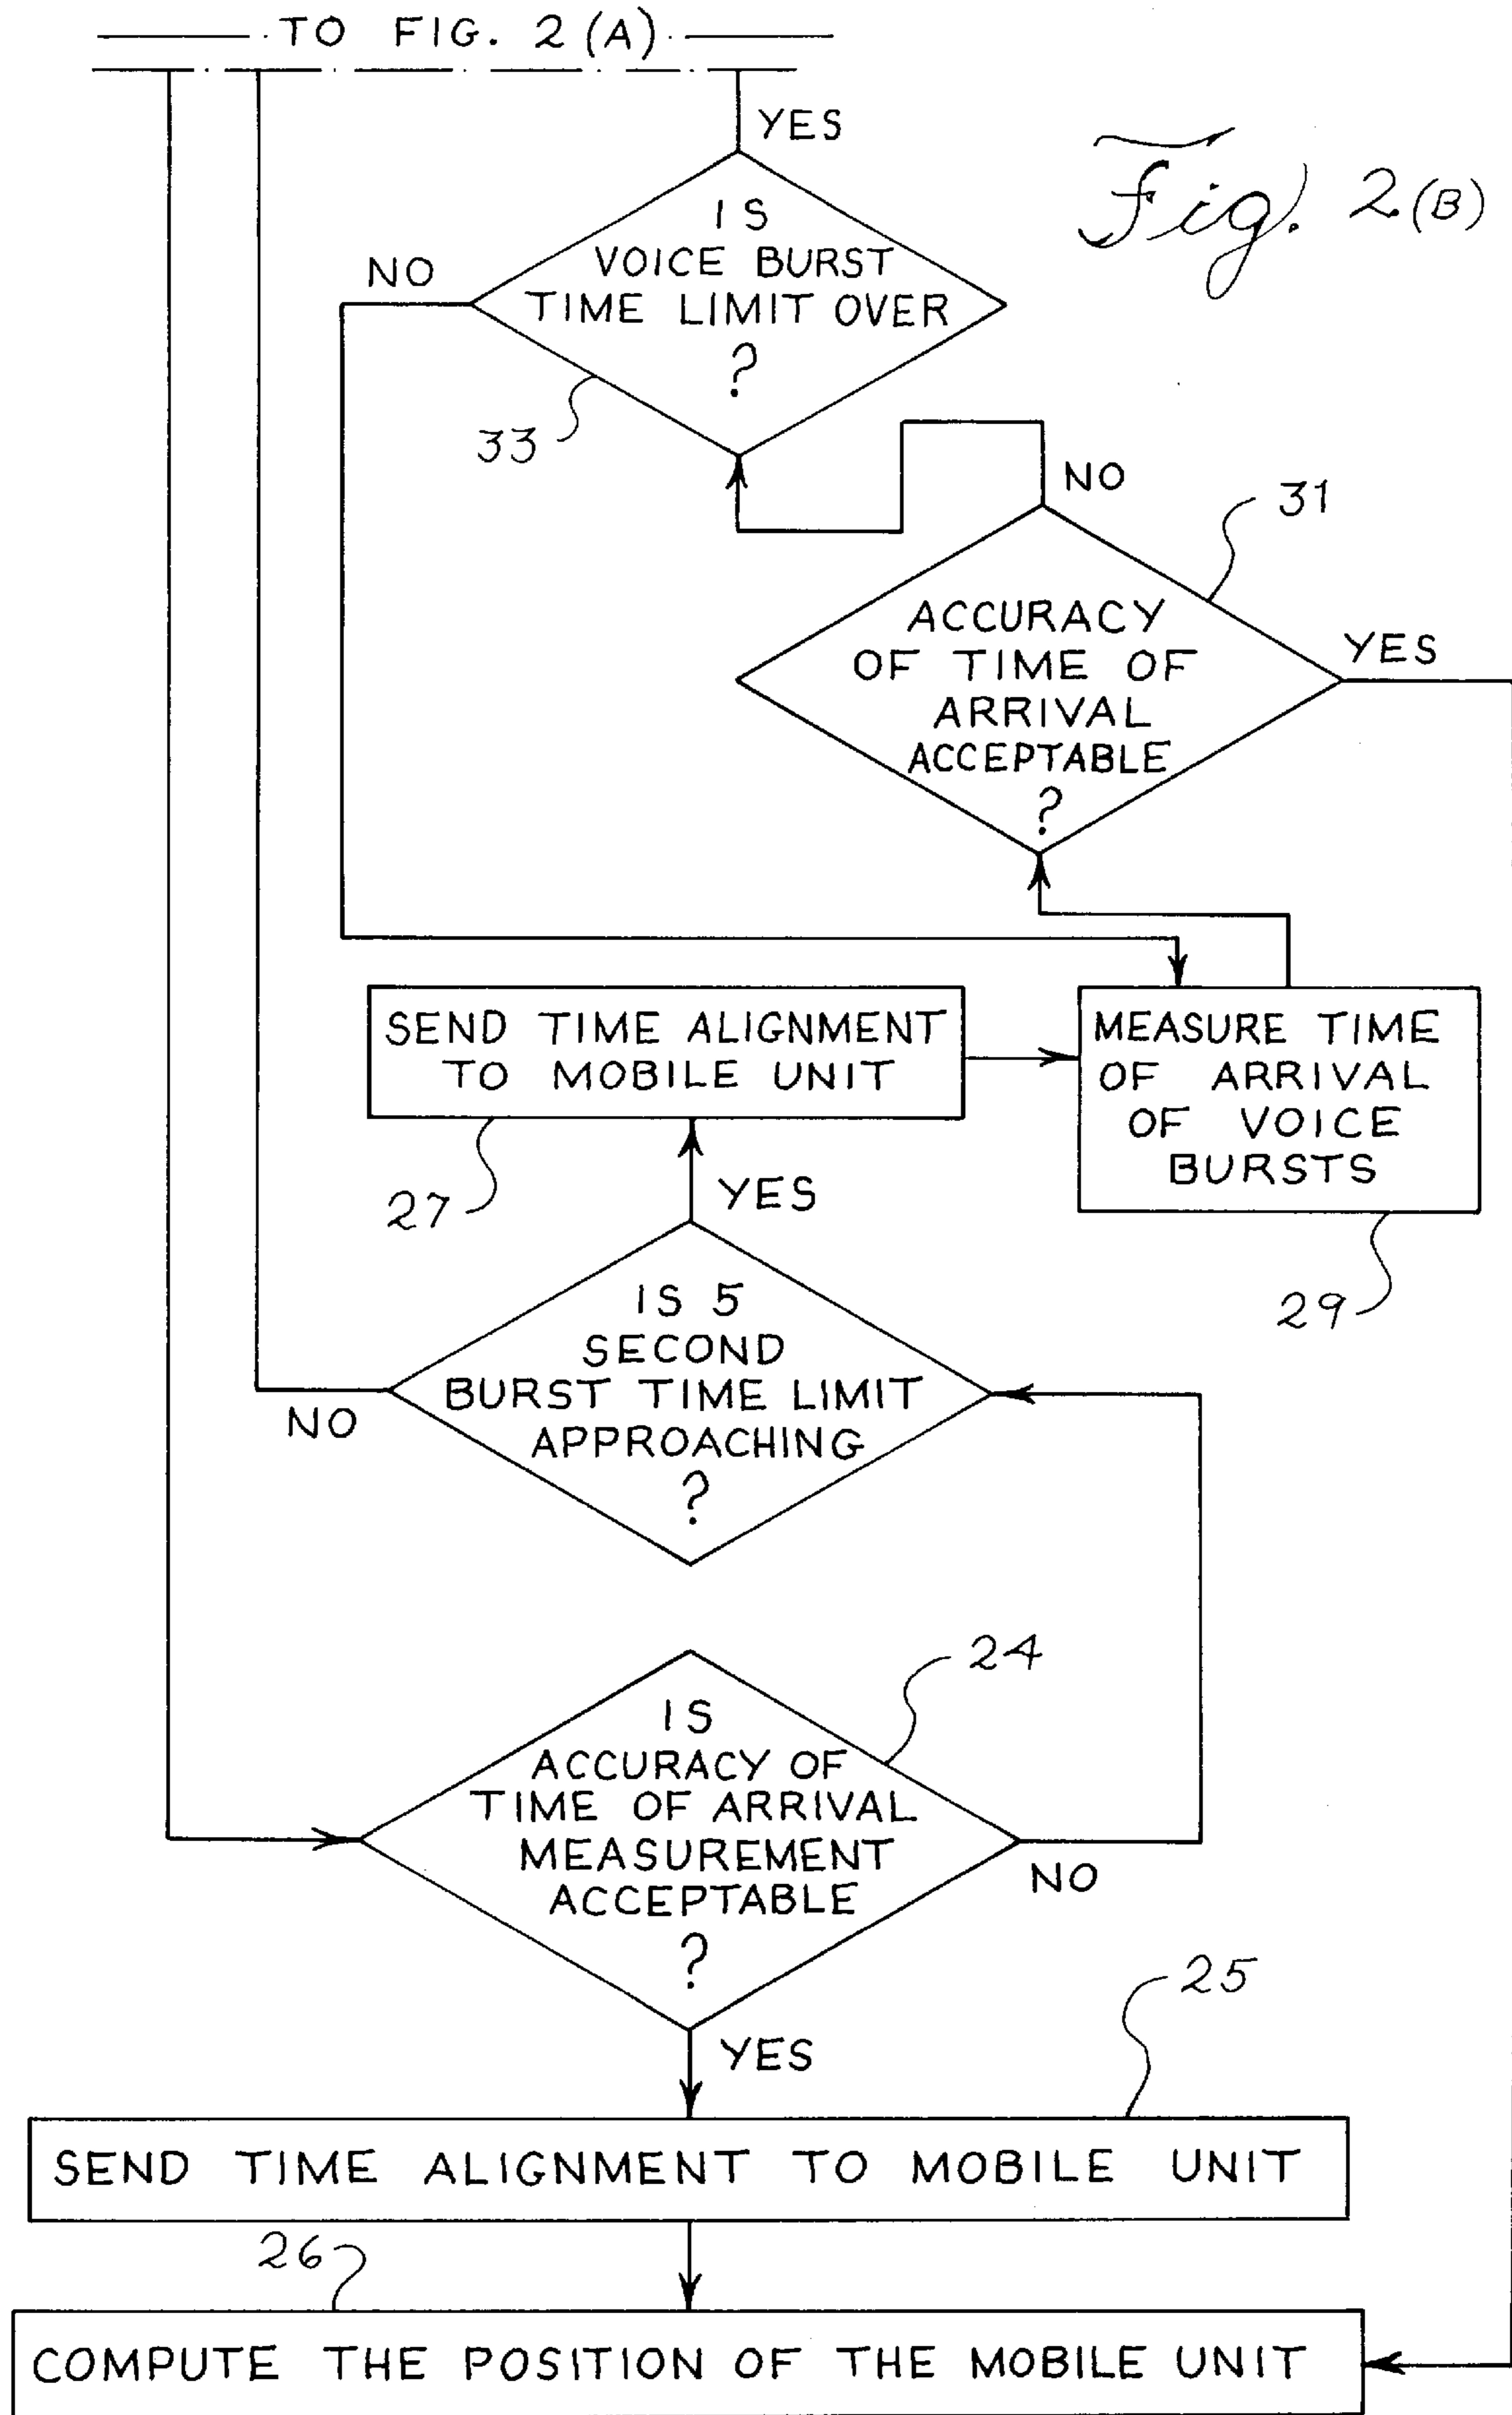 TO FIG. 2 (A)
YES
Fig. 2 (B)
IS
VOICE BURST
TIME LIMIT OVER
?
NO
33
NO
31
ACCURACY
OF TIME OF
ARRIVAL
ACCEPTABLE
?
YES
SEND TIME ALIGNMENT
TO MOBILE UNIT
MEASURE TIME
OF ARRIVAL
OF VOICE
BURSTS
27
YES
29
IS 5
SECOND
BURST TIME LIMIT
APPROACHING
?
NO
24
IS
ACCURACY OF
TIME OF ARRIVAL
MEASUREMENT
ACCEPTABLE
?
NO
YES
25
SEND TIME ALIGNMENT TO MOBILE UNIT
26
COMPUTE THE POSITION OF THE MOBILE UNIT